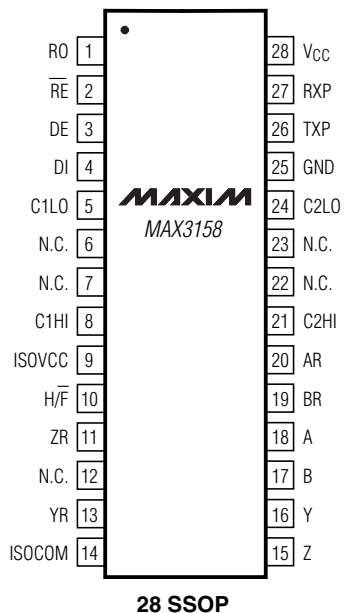 RO 1 28 VCC
RE 2 27 RXP
DE 3 26 TXP
DI 4 25 GND
C1LO 5 MAXIM 24 C2LO
N.C. 6 MAX3158 23 N.C.
N.C. 7 22 N.C.
C1HI 8 21 C2HI
ISOVCC 9 20 AR
H/F 10 19 BR
ZR 11 18 A
N.C. 12 17 B
YR 13 16 Y
ISOCOM 14 15 Z
28 SSOP